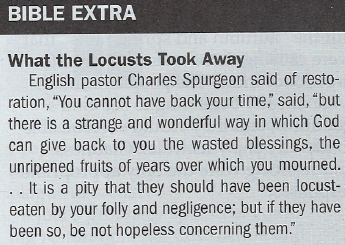 BIBLE EXTRA
What the Locusts Took Away
English pastor Charles Spurgeon said of resto-
ration, “You cannot have back your time,” said, “but
there is a strange and wonderful way in which God
can give back to you the wasted blessings, the
unripened fruits of years over which you mourned.
. . It is a pity that they should have been locust-
eaten by your folly and negligence; but if they have
been so, be not hopeless concerning them.”